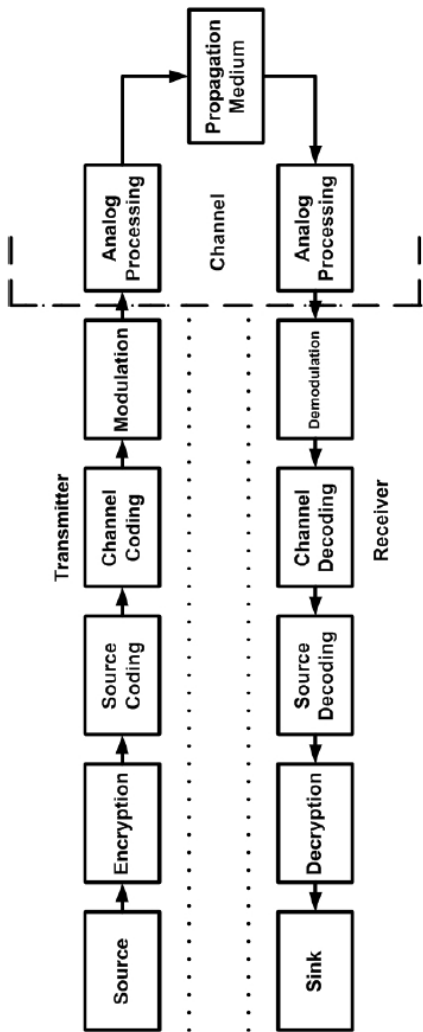 Transmitter
Source
Encryption
Source
Coding
Channel
Coding
Modulation
Analog
Processing
Propagation
Medium
Channel
Sink
Decryption
Source
Decoding
Channel
Decoding
Demodulation
Analog
Processing
Receiver